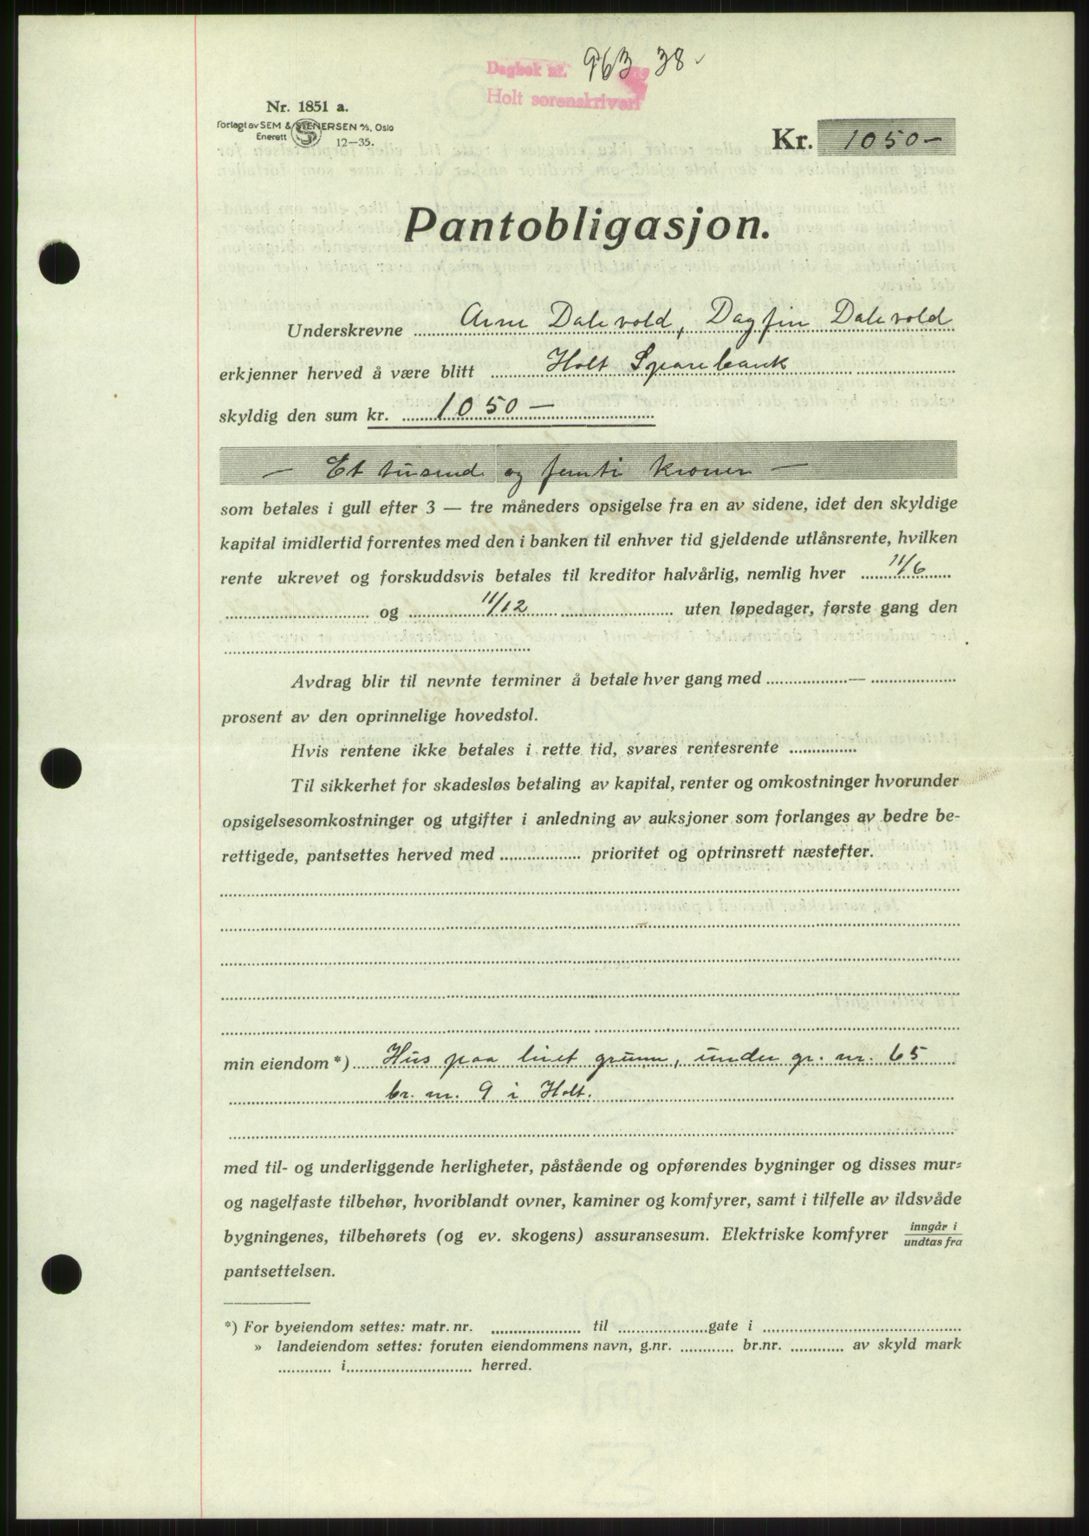 Dagbok nr. 963 38
Holt sorenskriveri
Nr. 1851 a.
Forlagt av SEM & STENERSEN A/S, Oslo
Enerett 12—35.
Kr. 1050—
Pantobligasjon.
Underskrevne Arne Dalevold, Dagfin Dalevold
erkjenner herved å være blitt Holt Sparebank
skyldig den sum kr. 1050—
— Et tusend og femti kroner —
som betales i gull efter 3 — tre måneders opsigelse fra en av sidene, idet den skyldige
kapital imidlertid forrentes med den i banken til enhver tid gjeldende utlånsrente, hvilken
rente ukrevet og forskuddsvis betales til kreditor halvårlig, nemlig hver 11/6
og 11/12 uten løpedager, første gang den
Avdrag blir til nevnte terminer å betale hver gang med — 
prosent av den oprinnelige hovedstol.
Hvis rentene ikke betales i rette tid, svares rentesrente
Til sikkerhet for skadesløs betaling av kapital, renter og omkostninger hvorunder
opsigelsesomkostninger og utgifter i anledning av auksjoner som forlanges av bedre be-
rettigede, pantsettes herved med prioritet og optrinsrett næstefter.
min eiendom *) Hus paa leiet grunn, under gr. nr. 65
br. nr. 9 i Holt.
med til- og underliggende herligheter, påstående og opførendes bygninger og disses mur-
og nagelfaste tilbehør, hvoriblandt ovner, kaminer og komfyrer, samt i tilfelle av ildsvåde
bygningenes, tilbehørets (og ev. skogens) assuransesum. Elektriske komfyrer inngår i / undtas fra
pantsettelsen.
*) For byeiendom settes: matr. nr. til gate i
» landeiendom settes: foruten eiendommens navn, g.nr. br.nr. av skyld mark
i herred.